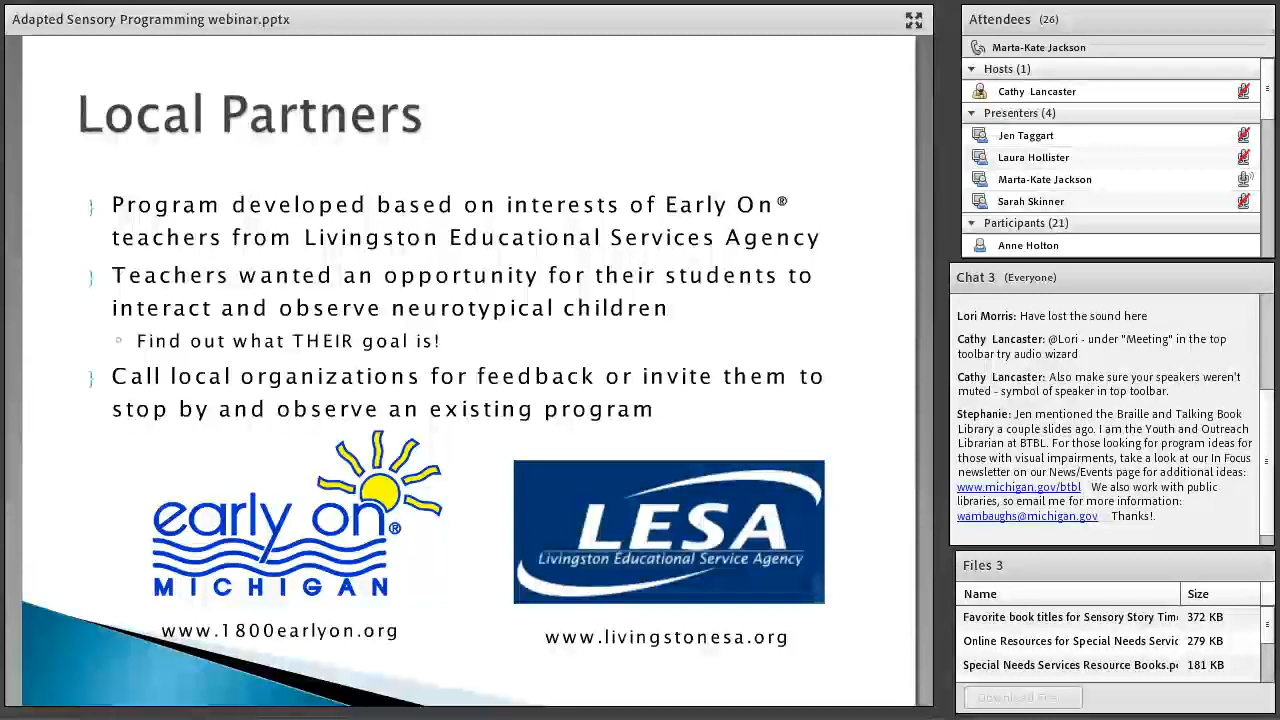 Adapted Sensory Programming webinar.pptx
Local Partners
Program developed based on interests of Early On®
teachers from Livingston Educational Services Agency
Teachers wanted an opportunity for their students to
interact and observe neurotypical children
Find out what THEIR goal is!
Call local organizations for feedback or invite them to
stop by and observe an existing program
early on®
MICHIGAN
www.1800earlyon.org
LESA
Livingston Educational Service Agency
www.livingstonesa.org
Attendees (26)
Marta-Kate Jackson
Hosts (1)
Cathy Lancaster
Presenters (4)
Jen Taggart
Laura Hollister
Marta-Kate Jackson
Sarah Skinner
Participants (21)
Anne Holton
Chat 3 (Everyone)
Lori Morris: Have lost the sound here
Cathy Lancaster: @Lori - under "Meeting" in the top
toolbar try audio wizard
Cathy Lancaster: Also make sure your speakers weren't
muted - symbol of speaker in top toolbar.
Stephanie: Jen mentioned the Braille and Talking Book
Library a couple slides ago. I am the Youth and Outreach
Librarian at BTBL. For those looking for program ideas for
those with visual impairments, take a look at our In Focus
newsletter on our News/Events page for additional ideas:
www.michigan.gov/btbl We also work with public
libraries, so email me for more information:
wambaughs@michigan.gov Thanks!
Files 3
Name Size
Favorite book titles for Sensory Story Tim 372 KB
Online Resources for Special Needs Servic 279 KB
Special Needs Services Resource Books.pd 181 KB
Download File